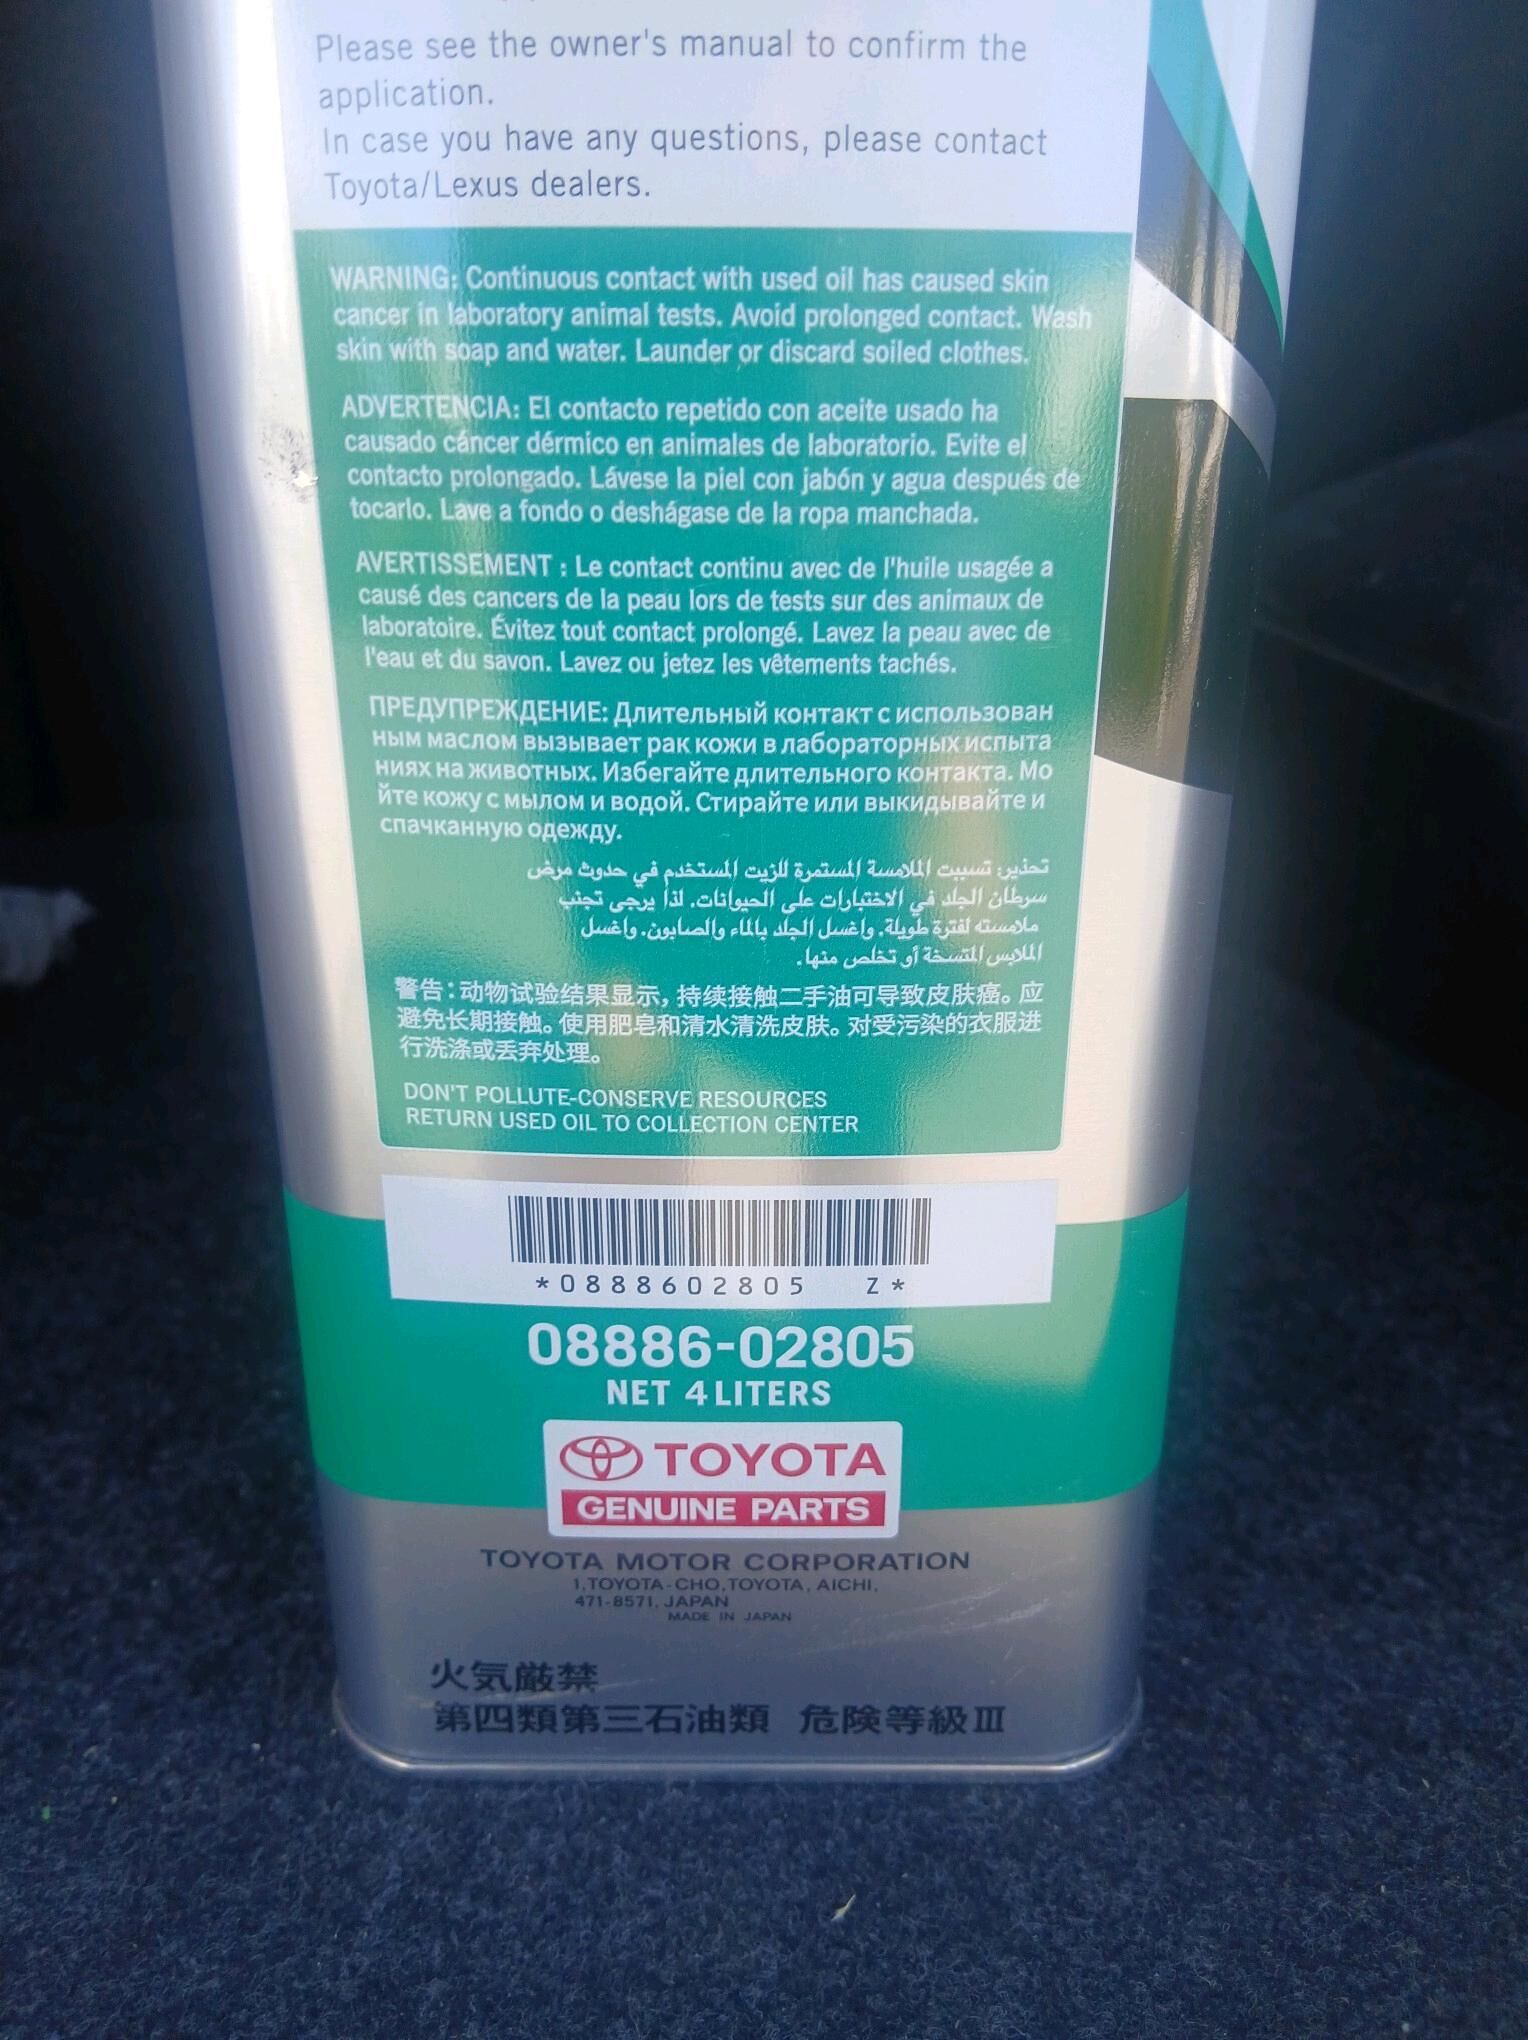 Please see the owner's manual to confirm the
application.
In case you have any questions, please contact
Toyota/Lexus dealers.
WARNING: Continuous contact with used oil has caused skin
cancer in laboratory animal tests. Avoid prolonged contact. Wash
skin with soap and water. Launder or discard soiled clothes.
ADVERTENCIA: El contacto repetido con aceite usado ha
causado cáncer dérmico en animales de laboratorio. Evite el
contacto prolongado. Lávese la piel con jabón y agua después de
tocarlo. Lave a fondo o deshágase de la ropa manchada.
AVERTISSEMENT : Le contact continu avec de l'huile usagée a
causé des cancers de la peau lors de tests sur des animaux de
laboratoire. Évitez tout contact prolongé. Lavez la peau avec de
l'eau et du savon. Lavez ou jetez les vêtements tachés.
ПРЕДУПРЕЖДЕНИЕ: Длительный контакт с использован
ным маслом вызывает рак кожи в лабораторных испыта
ниях на животных. Избегайте длительного контакта. Мо
йте кожу с мылом и водой. Стирайте или выкидывайте и
спачканную одежду.
تحذير: تسببت الملامسة المستمرة للزيت المستخدم في حدوث مرض
سرطان الجلد في الاختبارات على الحيوانات. لذا يرجى تجنب
ملامسته لفترة طويلة. واغسل الجلد بالماء والصابون. واغسل
الملابس المتسخة أو تخلص منها.
警告：动物试验结果显示，持续接触二手油可导致皮肤癌。应
避免长期接触。使用肥皂和清水清洗皮肤。对受污染的衣服进
行洗涤或丢弃处理。
DON'T POLLUTE-CONSERVE RESOURCES
RETURN USED OIL TO COLLECTION CENTER
*0888602805 Z*
08886-02805
NET 4 LITERS
TOYOTA
GENUINE PARTS
TOYOTA MOTOR CORPORATION
1,TOYOTA-CHO,TOYOTA, AICHI,
471-8571, JAPAN
MADE IN JAPAN
火気厳禁
第四類第三石油類 危険等級Ⅲ